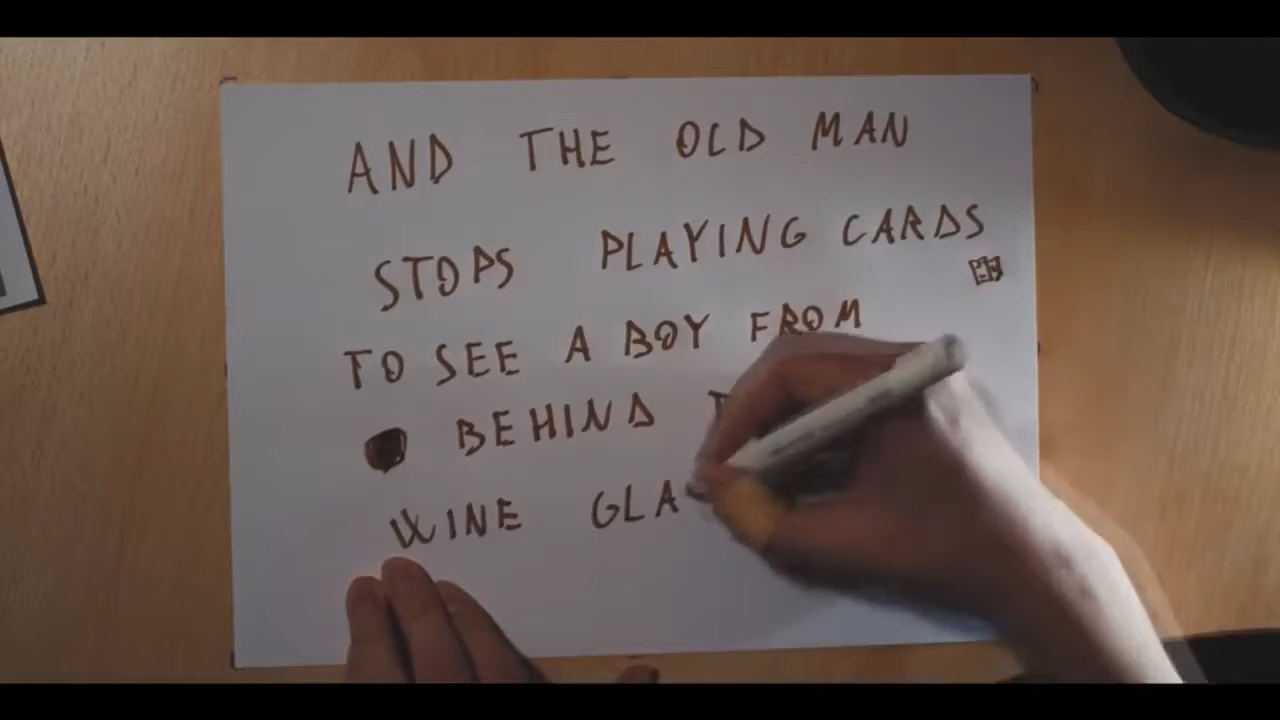 AND THE OLD MAN
STOPS PLAYING CARDS
TO SEE A BOY FROM
BEHIND
WINE GLA